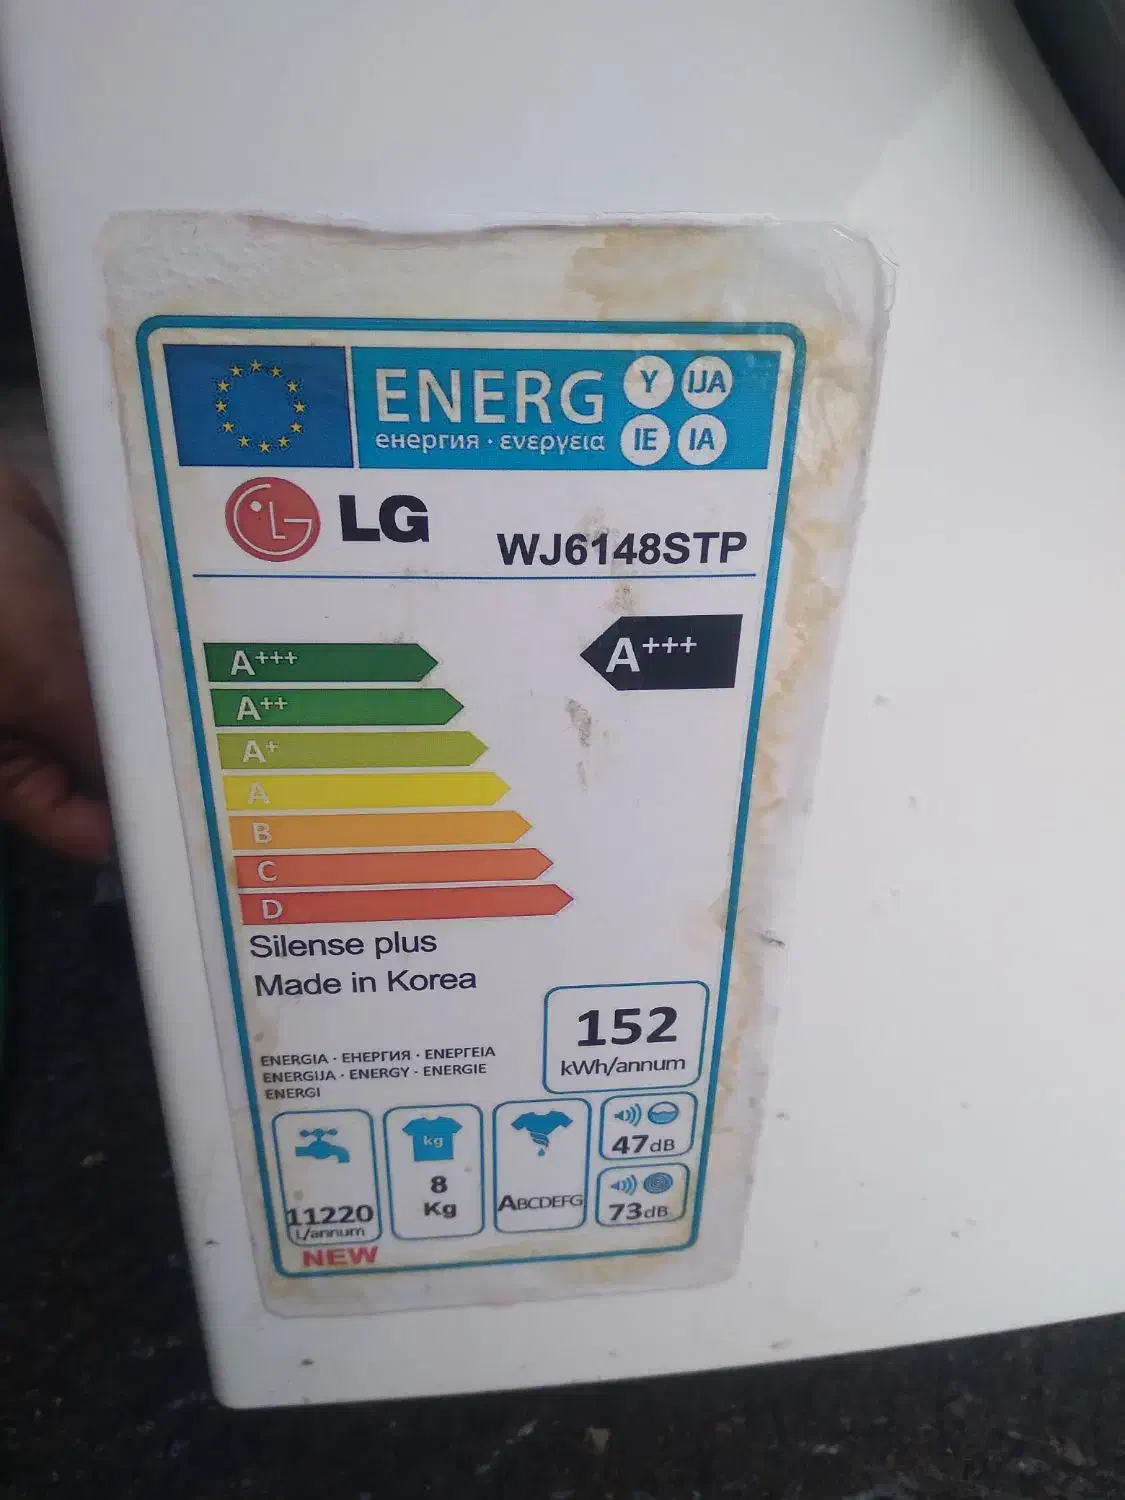 ENERG
енергия · ενεργεια
Y
IJA
IE
IA
LG
WJ6148STP
A+++
A+++
A++
A+
A
B
C
D
Silense plus
Made in Korea
152
kWh/annum
ENERGIA · ЕНЕРГИЯ · ΕΝΕΡΓΕΙΑ
ENERGIJA · ENERGY · ENERGIE
ENERGI
11220
L/annum
kg
8
Kg
ABCDEFG
47dB
73dB
NEW